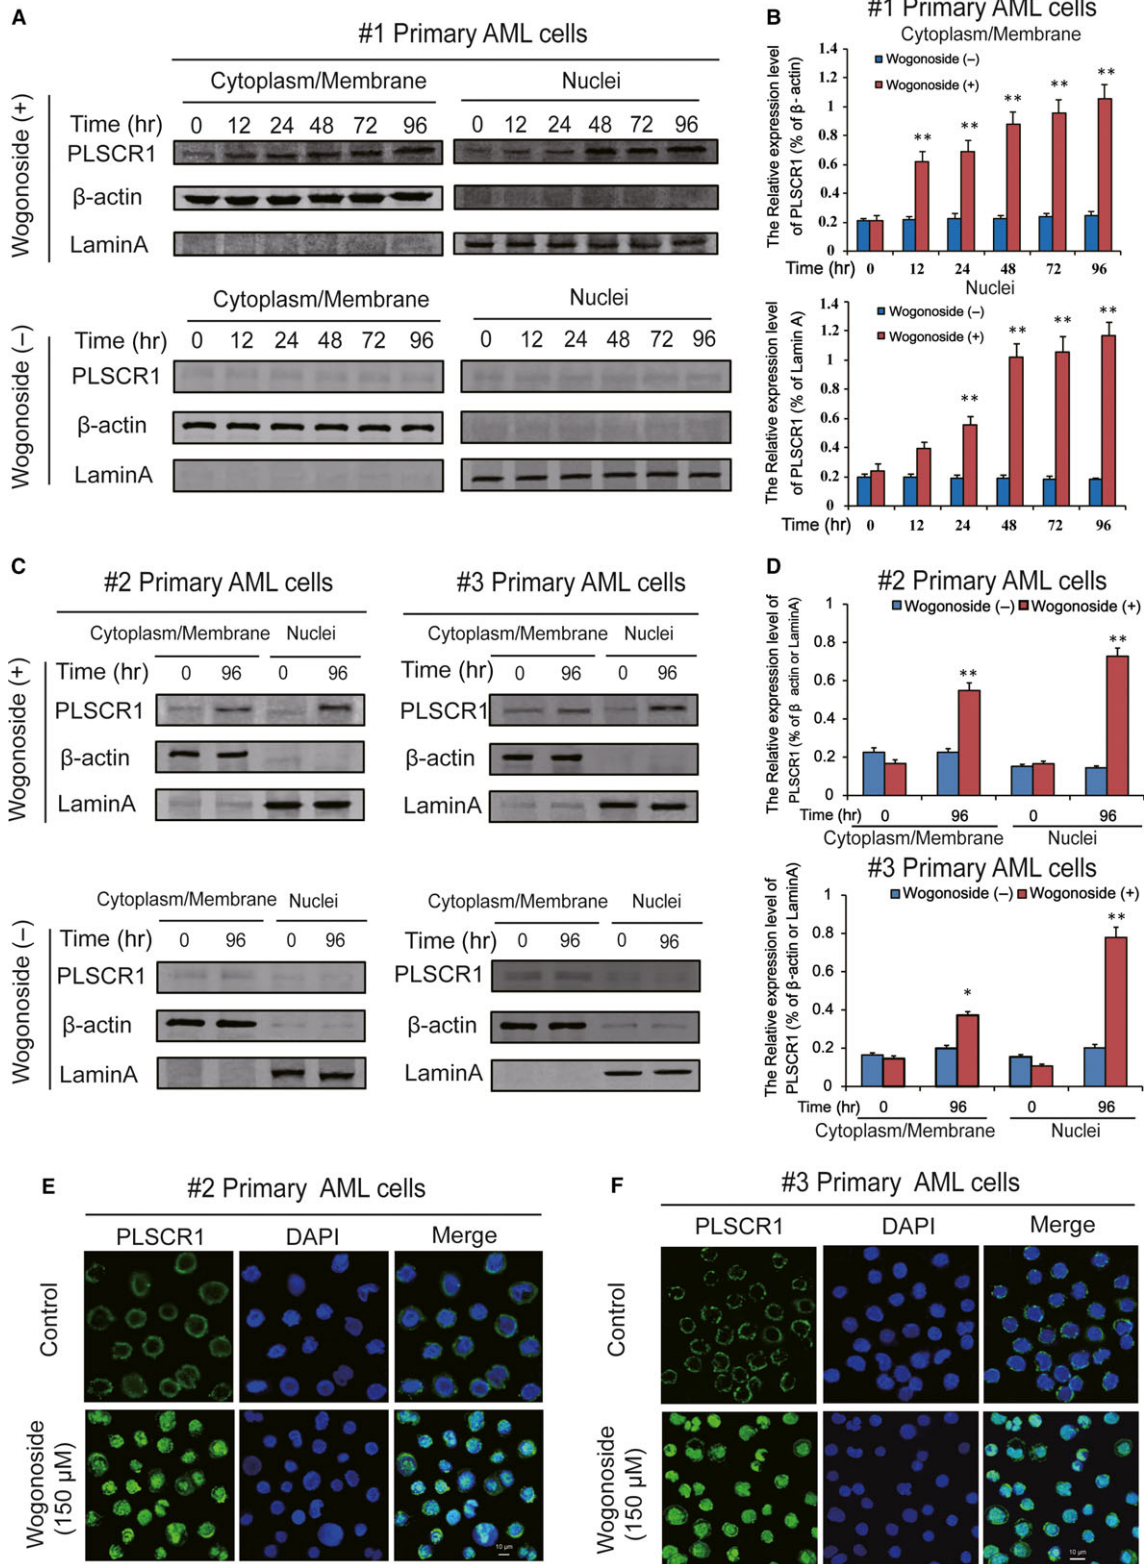 A
#1 Primary AML cells
Cytoplasm/Membrane Nuclei
Wogonoside (+)
Time (hr) 0 12 24 48 72 96 0 12 24 48 72 96
PLSCR1
β-actin
LaminA
Cytoplasm/Membrane Nuclei
Wogonoside (–)
Time (hr) 0 12 24 48 72 96 0 12 24 48 72 96
PLSCR1
β-actin
LaminA
B
#1 Primary AML cells
Cytoplasm/Membrane
The Relative expression level
of PLSCR1 (% of β- actin)
1.4
1.2
1
0.8
0.6
0.4
0.2
0
Wogonoside (–)
Wogonoside (+)
** ** ** ** **
Time (hr) 0 12 24 48 72 96
Nuclei
The Relative expression level
of PLSCR1 (% of Lamin A)
1.4
1.2
1
0.8
0.6
0.4
0.2
0
Wogonoside (–)
Wogonoside (+)
** ** ** **
Time (hr) 0 12 24 48 72 96
C
#2 Primary AML cells #3 Primary AML cells
Cytoplasm/Membrane Nuclei Cytoplasm/Membrane Nuclei
Wogonoside (+)
Time (hr) 0 96 0 96 Time (hr) 0 96 0 96
PLSCR1 PLSCR1
β-actin β-actin
LaminA LaminA
Cytoplasm/Membrane Nuclei Cytoplasm/Membrane Nuclei
Wogonoside (–)
Time (hr) 0 96 0 96 Time (hr) 0 96 0 96
PLSCR1 PLSCR1
β-actin β-actin
LaminA LaminA
D
#2 Primary AML cells
The Relative expression level of
PLSCR1 (% of β actin or LaminA)
1
0.8
0.6
0.4
0.2
0
Wogonoside (–) Wogonoside (+)
** **
Time (hr) 0 96 0 96
Cytoplasm/Membrane Nuclei
#3 Primary AML cells
The Relative expression level of
PLSCR1 (% of β-actin or LaminA)
1
0.8
0.6
0.4
0.2
0
Wogonoside (–) Wogonoside (+)
* **
Time (hr) 0 96 0 96
Cytoplasm/Membrane Nuclei
E
#2 Primary AML cells
PLSCR1 DAPI Merge
Control
Wogonoside
(150 µM)
10 µm
F
#3 Primary AML cells
PLSCR1 DAPI Merge
Control
Wogonoside
(150 µM)
10 µm